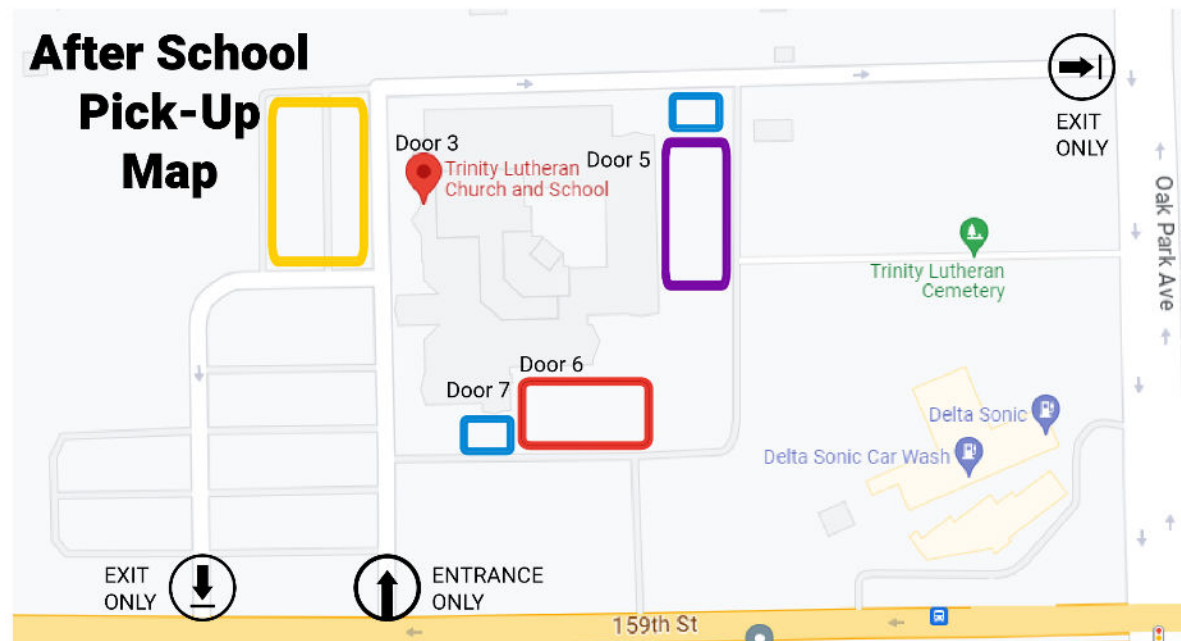 After School
Pick-Up
Map
EXIT
ONLY
Door 3
Trinity Lutheran
Church and School
Door 5
Oak Park Ave
Trinity Lutheran
Cemetery
Door 6
Door 7
Delta Sonic
Delta Sonic Car Wash
EXIT
ONLY
ENTRANCE
ONLY
159th St